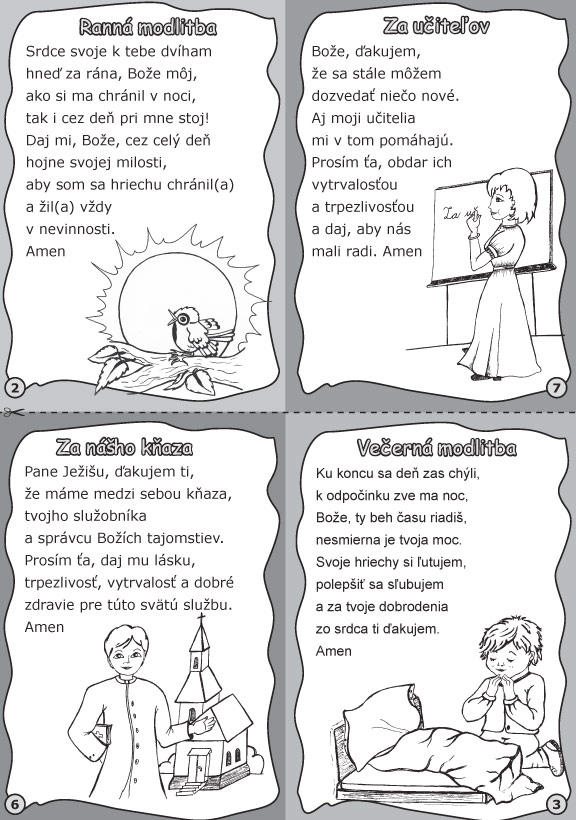 Ranná modlitba
Srdce svoje k tebe dvíham
hneď za rána, Bože môj,
ako si ma chránil v noci,
tak i cez deň pri mne stoj!
Daj mi, Bože, cez celý deň
hojne svojej milosti,
aby som sa hriechu chránil(a)
a žil(a) vždy
v nevinnosti.
Amen
2
Za učiteľov
Bože, ďakujem,
že sa stále môžem
dozvedať niečo nové.
Aj moji učitelia
mi v tom pomáhajú.
Prosím ťa, obdar ich
vytrvalosťou
a trpezlivosťou
a daj, aby nás
mali radi. Amen
Za uči
7
Za nášho kňaza
Pane Ježišu, ďakujem ti,
že máme medzi sebou kňaza,
tvojho služobníka
a správcu Božích tajomstiev.
Prosím ťa, daj mu lásku,
trpezlivosť, vytrvalosť a dobré
zdravie pre túto svätú službu.
Amen
6
Večerná modlitba
Ku koncu sa deň zas chýli,
k odpočinku zve ma noc,
Bože, ty beh času riadiš,
nesmierna je tvoja moc.
Svoje hriechy si ľutujem,
polepšiť sa sľubujem
a za tvoje dobrodenia
zo srdca ti ďakujem.
Amen
3